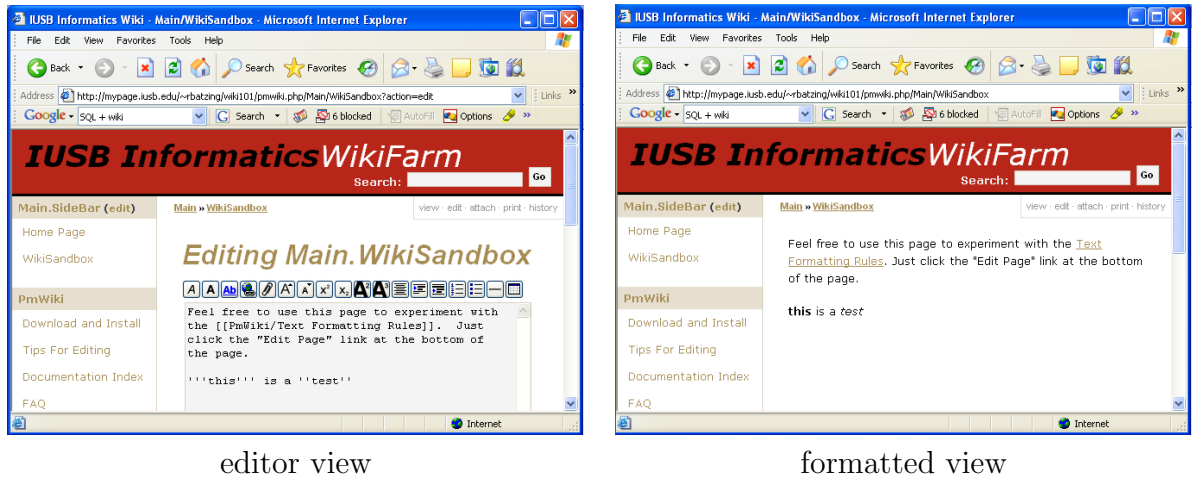 IUSB Informatics Wiki - Main/WikiSandbox - Microsoft Internet Explorer
File Edit View Favorites Tools Help
Back Search Favorites
Address http://mypage.iusb.edu/~rbatzing/wiki101/pmwiki.php/Main/WikiSandbox?action=edit Links »
Google SQL + wiki G Search 6 blocked AutoFill Options »
IUSB InformaticsWikiFarm
Search: Go
Main.SideBar (edit)
Home Page
WikiSandbox
PmWiki
Download and Install
Tips For Editing
Documentation Index
FAQ
Main » WikiSandbox
view · edit · attach · print · history
Editing Main.WikiSandbox
A A Ab A A x² x₂ A A
Feel free to use this page to experiment with
the [[PmWiki/Text Formatting Rules]].  Just
click the "Edit Page" link at the bottom of
the page.
'''this''' is a ''test''
Internet
editor view
IUSB Informatics Wiki - Main/WikiSandbox - Microsoft Internet Explorer
File Edit View Favorites Tools Help
Back Search Favorites
Address http://mypage.iusb.edu/~rbatzing/wiki101/pmwiki.php/Main/WikiSandbox Links »
Google SQL + wiki G Search 6 blocked AutoFill Options »
IUSB InformaticsWikiFarm
Search: Go
Main.SideBar (edit)
Home Page
WikiSandbox
PmWiki
Download and Install
Tips For Editing
Documentation Index
FAQ
Main » WikiSandbox
view · edit · attach · print · history
Feel free to use this page to experiment with the Text
Formatting Rules. Just click the "Edit Page" link at the bottom
of the page.
this is a test
Internet
formatted view